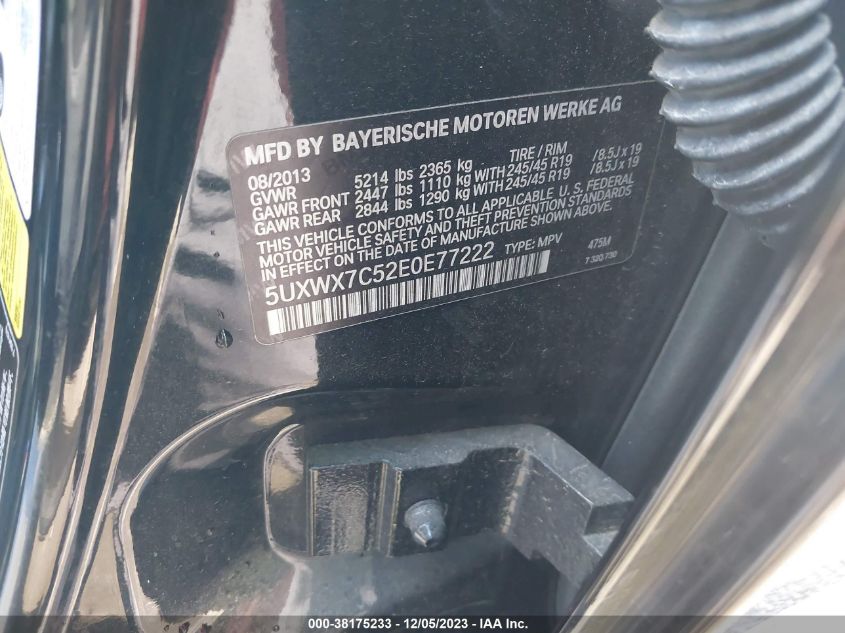 MFD BY BAYERISCHE MOTOREN WERKE AG
08/2013 TIRE / RIM
GVWR 5214 lbs 2365 kg
GAWR FRONT 2447 lbs 1110 kg WITH 245/45 R19 /8.5J x 19
GAWR REAR 2844 lbs 1290 kg WITH 245/45 R19 /8.5J x 19
THIS VEHICLE CONFORMS TO ALL APPLICABLE U.S. FEDERAL
MOTOR VEHICLE SAFETY AND THEFT PREVENTION STANDARDS
IN EFFECT ON THE DATE OF MANUFACTURE SHOWN ABOVE.
5UXWX7C52E0E77222 TYPE: MPV 475M
7 320 730
000-38175233 - 12/05/2023 - IAA Inc.